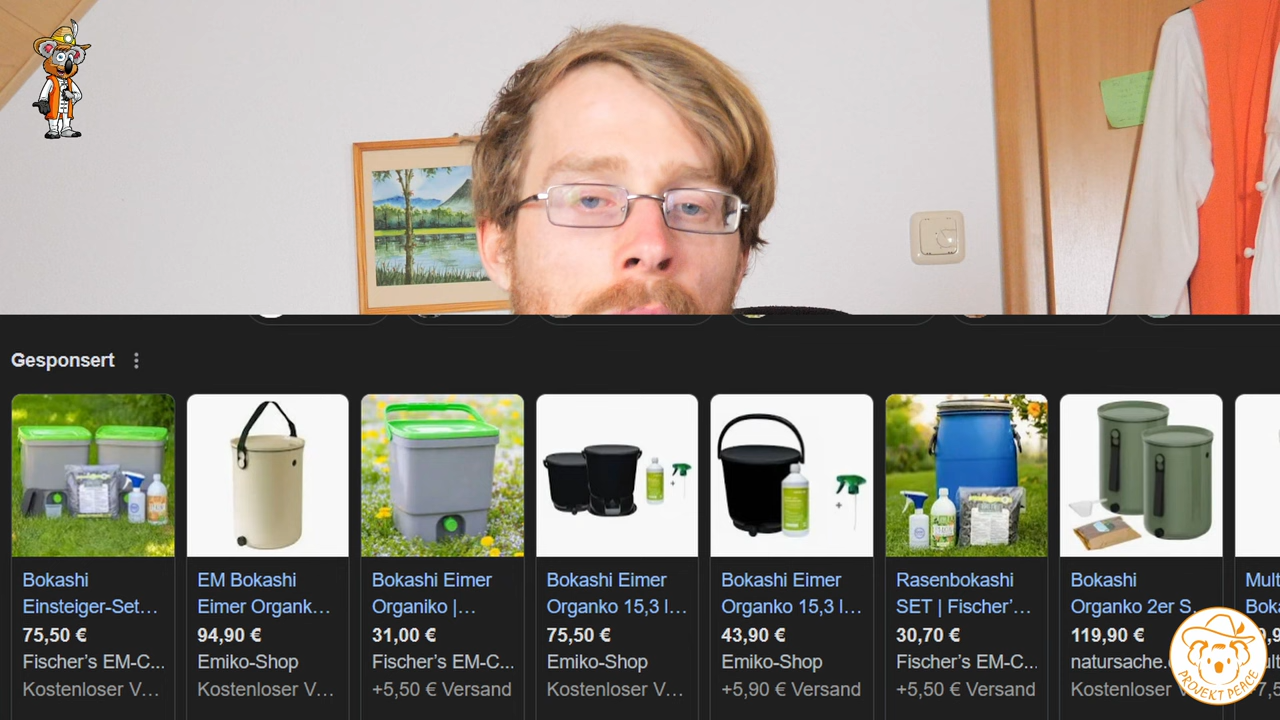 Gesponsert
Bokashi
Einsteiger-Set...
75,50 €
Fischer's EM-C...
Kostenloser V...
EM Bokashi
Eimer Organk...
94,90 €
Emiko-Shop
Kostenloser V...
Bokashi Eimer
Organiko |...
31,00 €
Fischer's EM-C...
+5,50 € Versand
Bokashi Eimer
Organko 15,3 l...
75,50 €
Emiko-Shop
Kostenloser V...
Bokashi Eimer
Organko 15,3 l...
43,90 €
Emiko-Shop
+5,90 € Versand
Rasenbokashi
SET | Fischer'...
30,70 €
Fischer's EM-C...
+5,50 € Versand
Bokashi
Organko 2er S...
119,90 €
natursache.
Kostenloser
Mult
PROJEKT PEACE